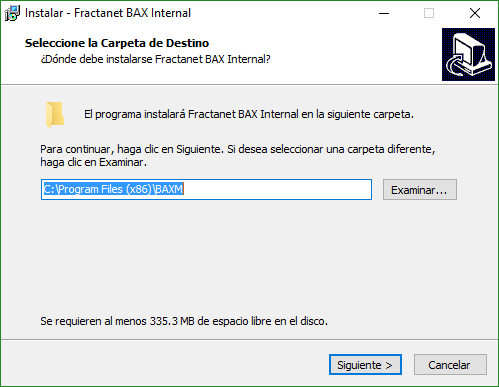 Instalar - Fractanet BAX Internal
Seleccione la Carpeta de Destino
¿Dónde debe instalarse Fractanet BAX Internal?
El programa instalará Fractanet BAX Internal en la siguiente carpeta.
Para continuar, haga clic en Siguiente. Si desea seleccionar una carpeta diferente,
haga clic en Examinar.
C:\Program Files (x86)\BAXM
Examinar...
Se requieren al menos 335.3 MB de espacio libre en el disco.
Siguiente >
Cancelar